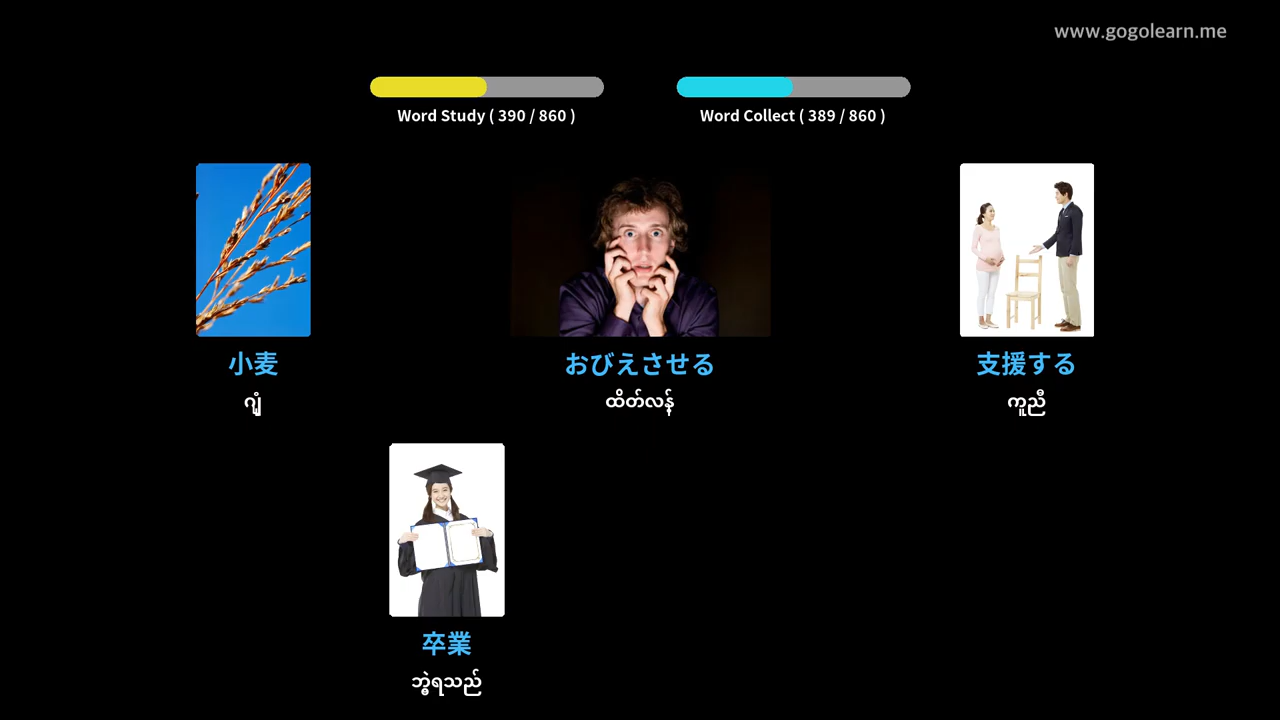 www.gogolearn.me
Word Study ( 390 / 860 )
Word Collect ( 389 / 860 )
小麦
おびえさせる
支援する
ဂျုံ
ထိတ်လန့်
ကူညီ
卒業
ဘွဲ့ရသည်